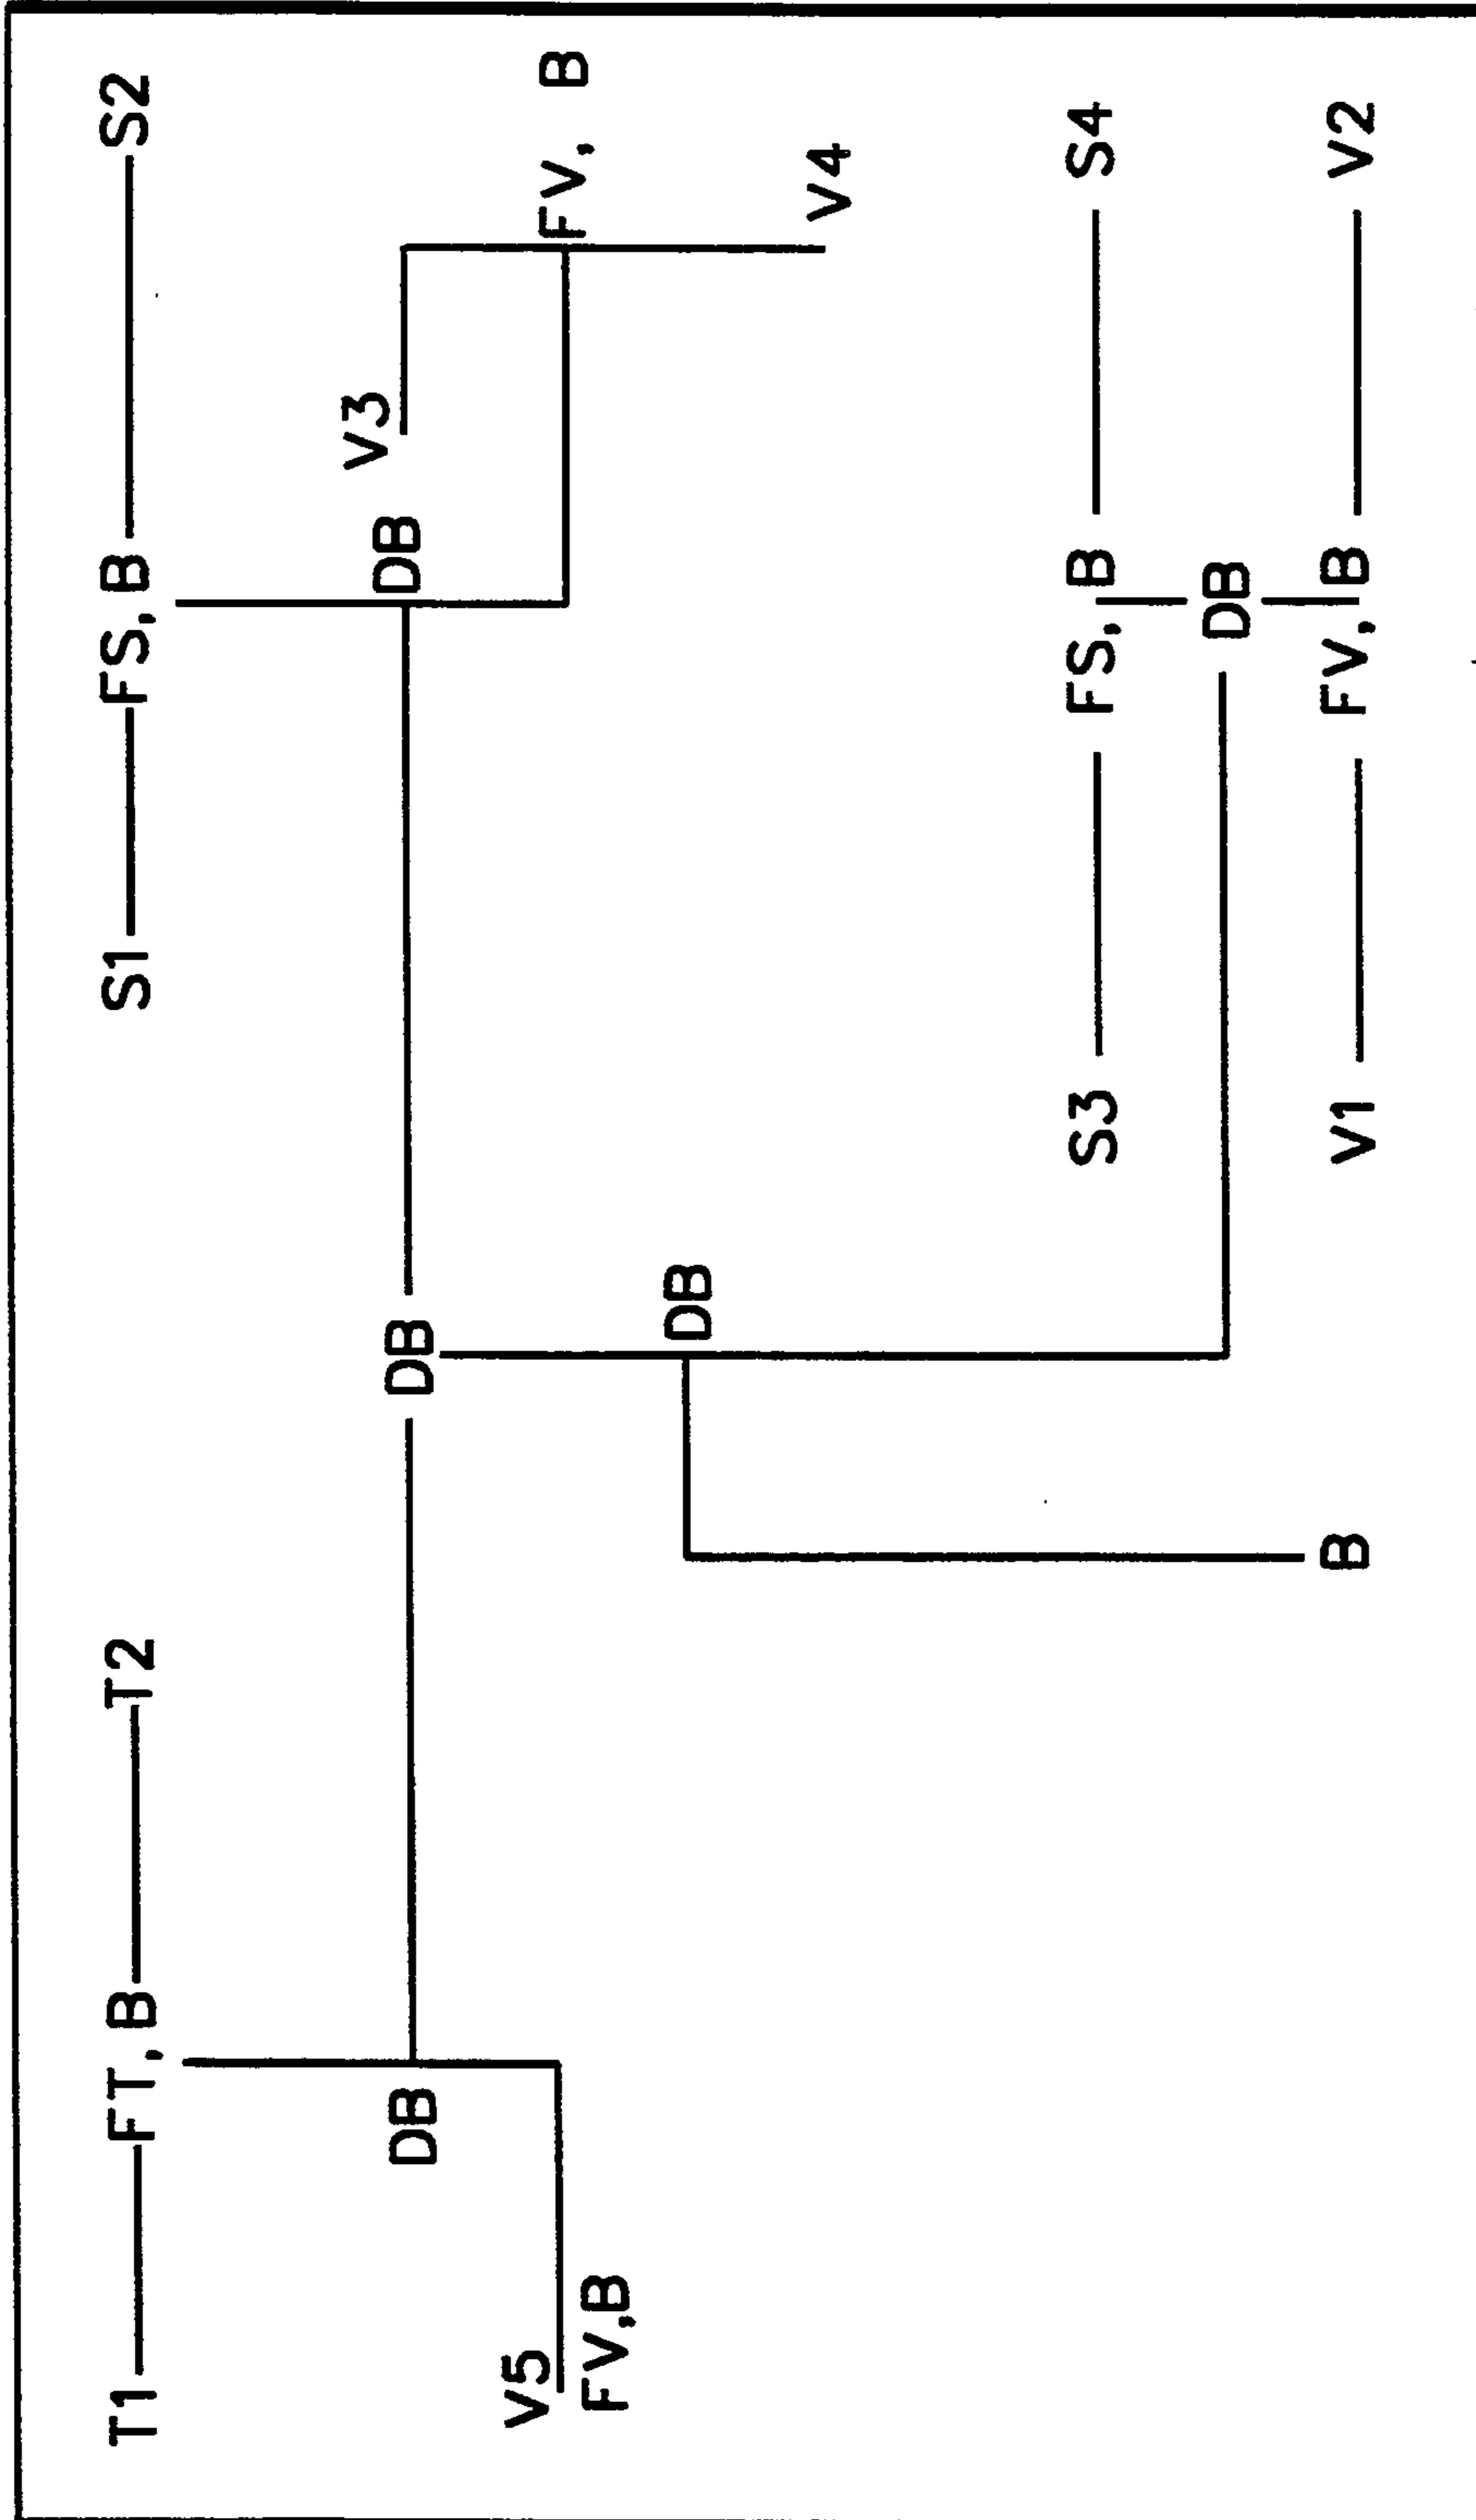 T1 FT,B T2 S1 FS,B S2
V3
DB DB DB
V5 FV, B
FV,B
DB
V4
S3 FS,B S4
DB
B V1 FV,B V2